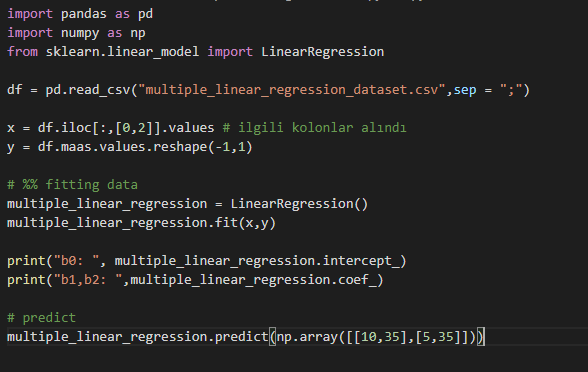 import pandas as pd
import numpy as np
from sklearn.linear_model import LinearRegression
df = pd.read_csv("multiple_linear_regression_dataset.csv",sep = ";")
x = df.iloc[:,[0,2]].values # ilgili kolonlar alındı
y = df.maas.values.reshape(-1,1)
# %% fitting data
multiple_linear_regression = LinearRegression()
multiple_linear_regression.fit(x,y)
print("b0: ", multiple_linear_regression.intercept_)
print("b1,b2: ",multiple_linear_regression.coef_)
# predict
multiple_linear_regression.predict(np.array([[10,35],[5,35]]))